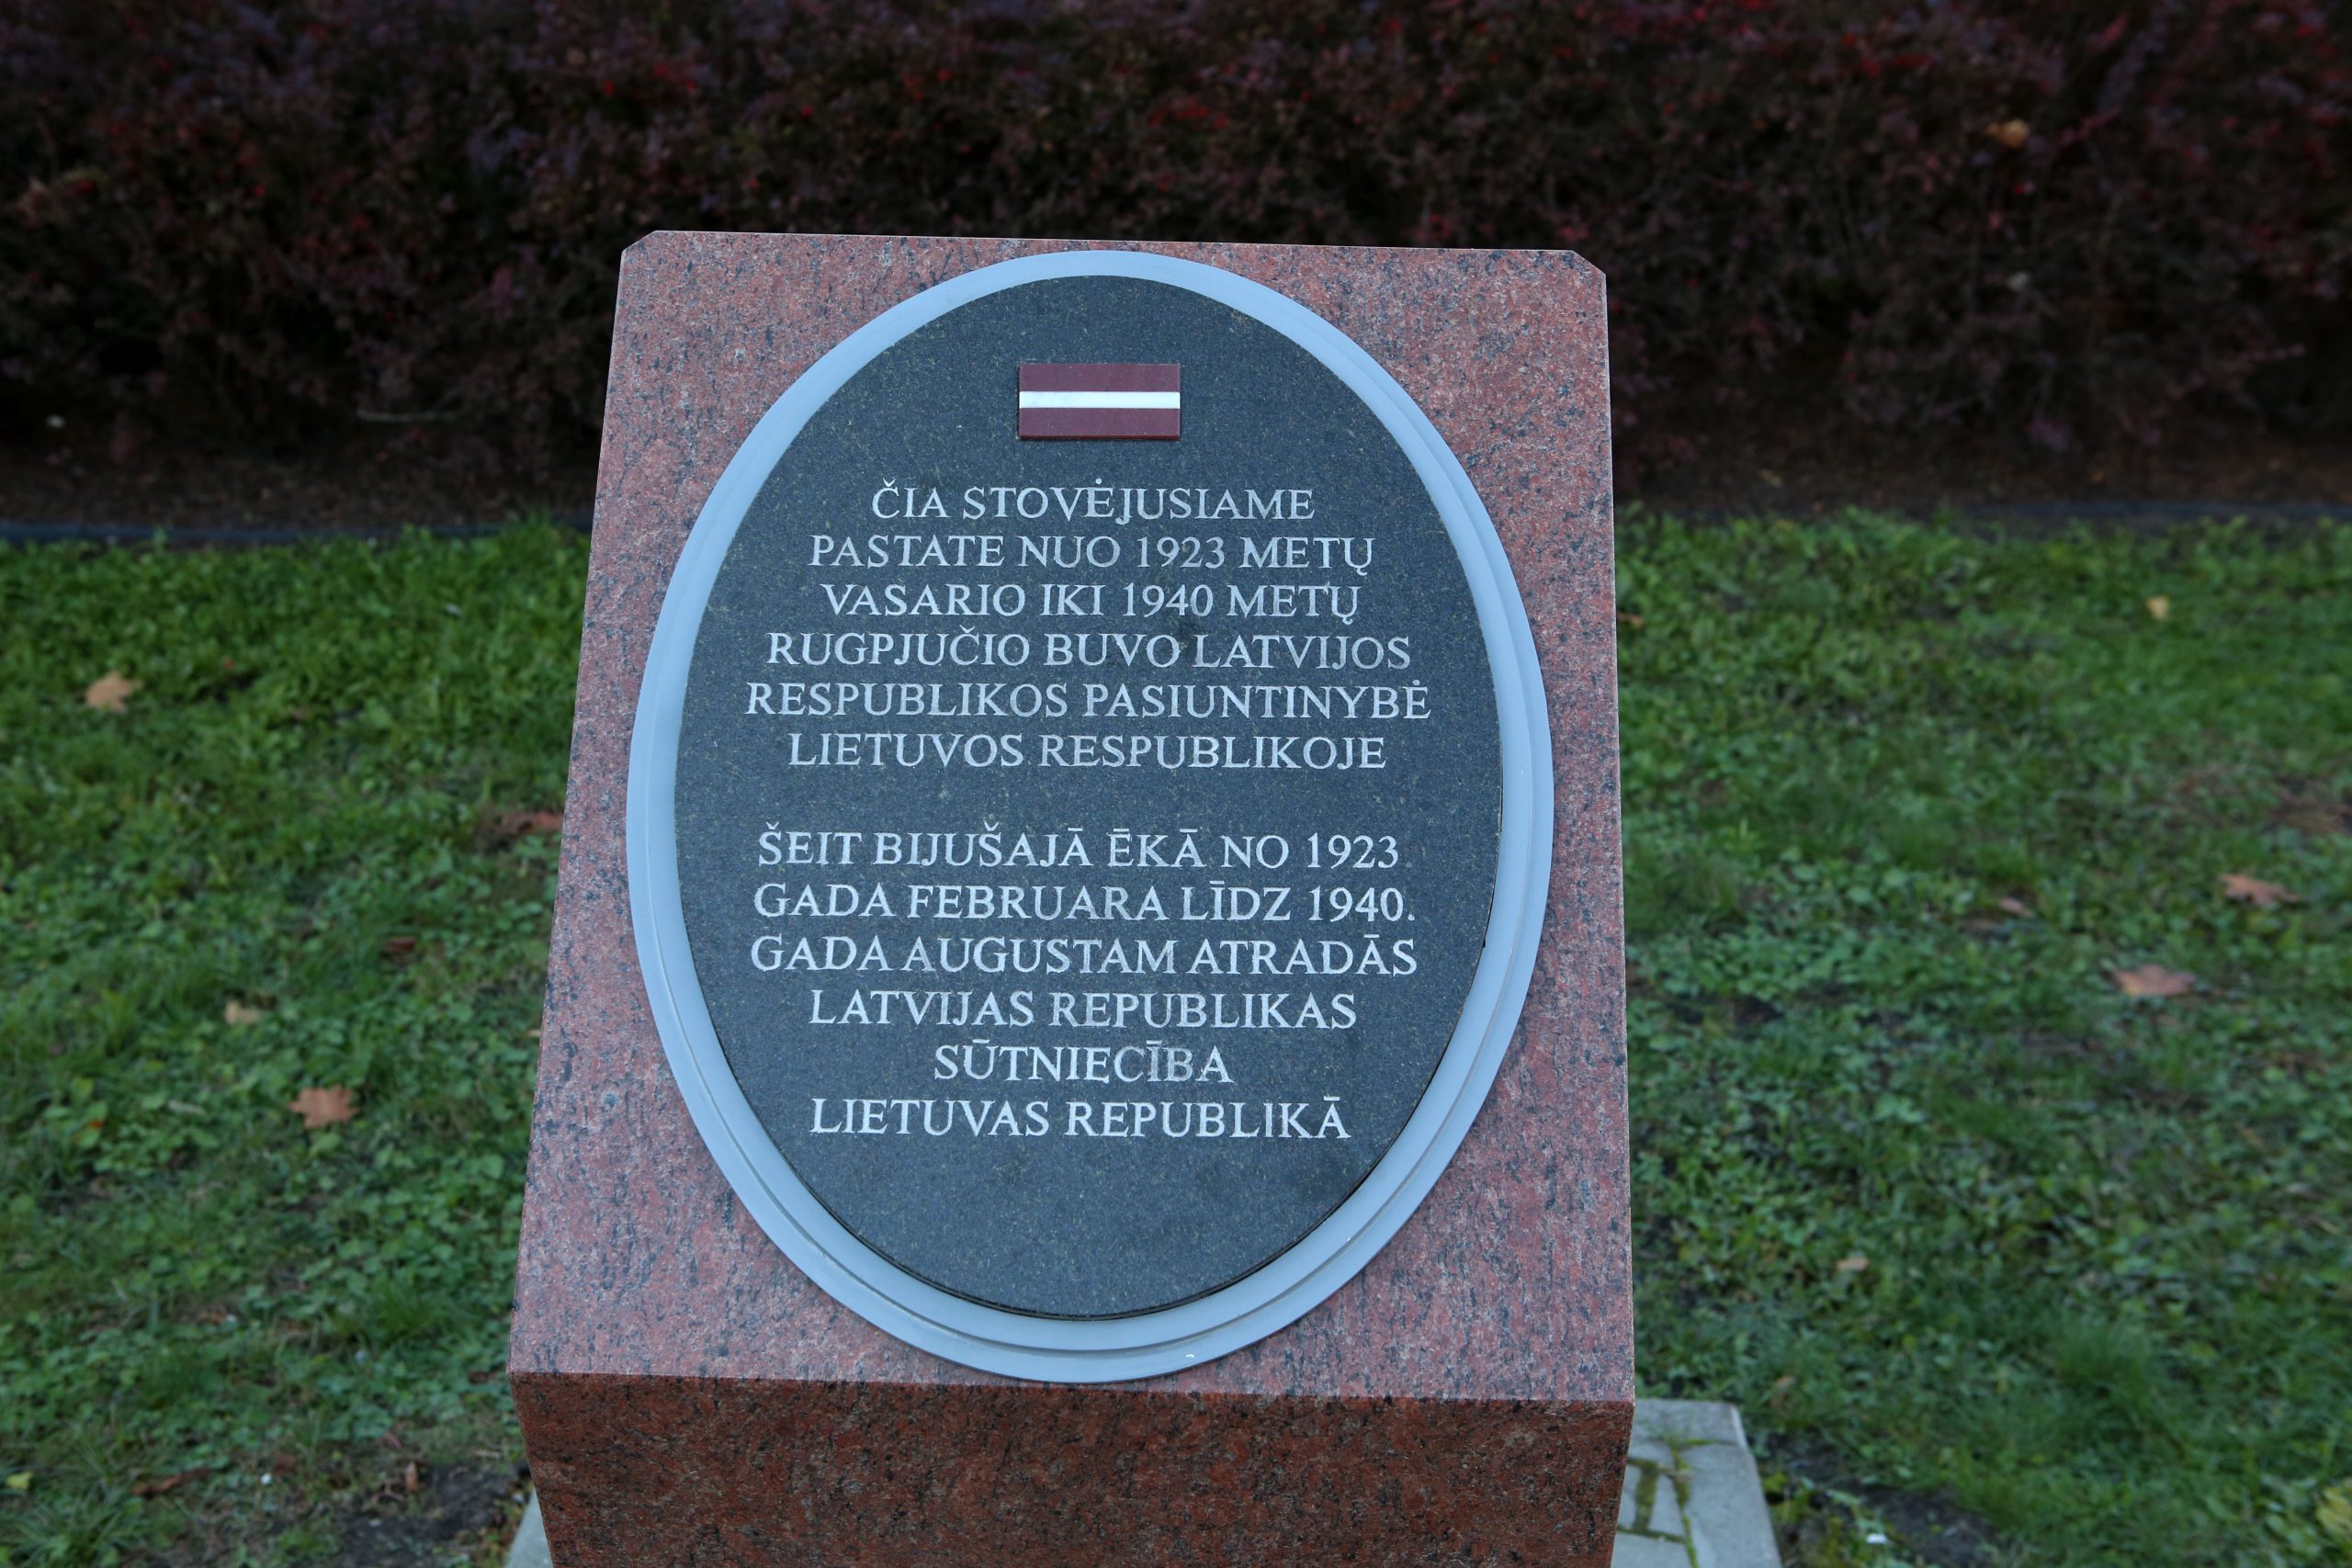 ČIA STOVĖJUSIAME
PASTATE NUO 1923 METŲ
VASARIO IKI 1940 METŲ
RUGPJUČIO BUVO LATVIJOS
RESPUBLIKOS PASIUNTINYBĖ
LIETUVOS RESPUBLIKOJE
ŠEIT BIJUŠAJĀ ĒKĀ NO 1923
GADA FEBRUARA LĪDZ 1940.
GADA AUGUSTAM ATRADĀS
LATVIJAS REPUBLIKAS
SŪTNIECĪBA
LIETUVAS REPUBLIKĀ